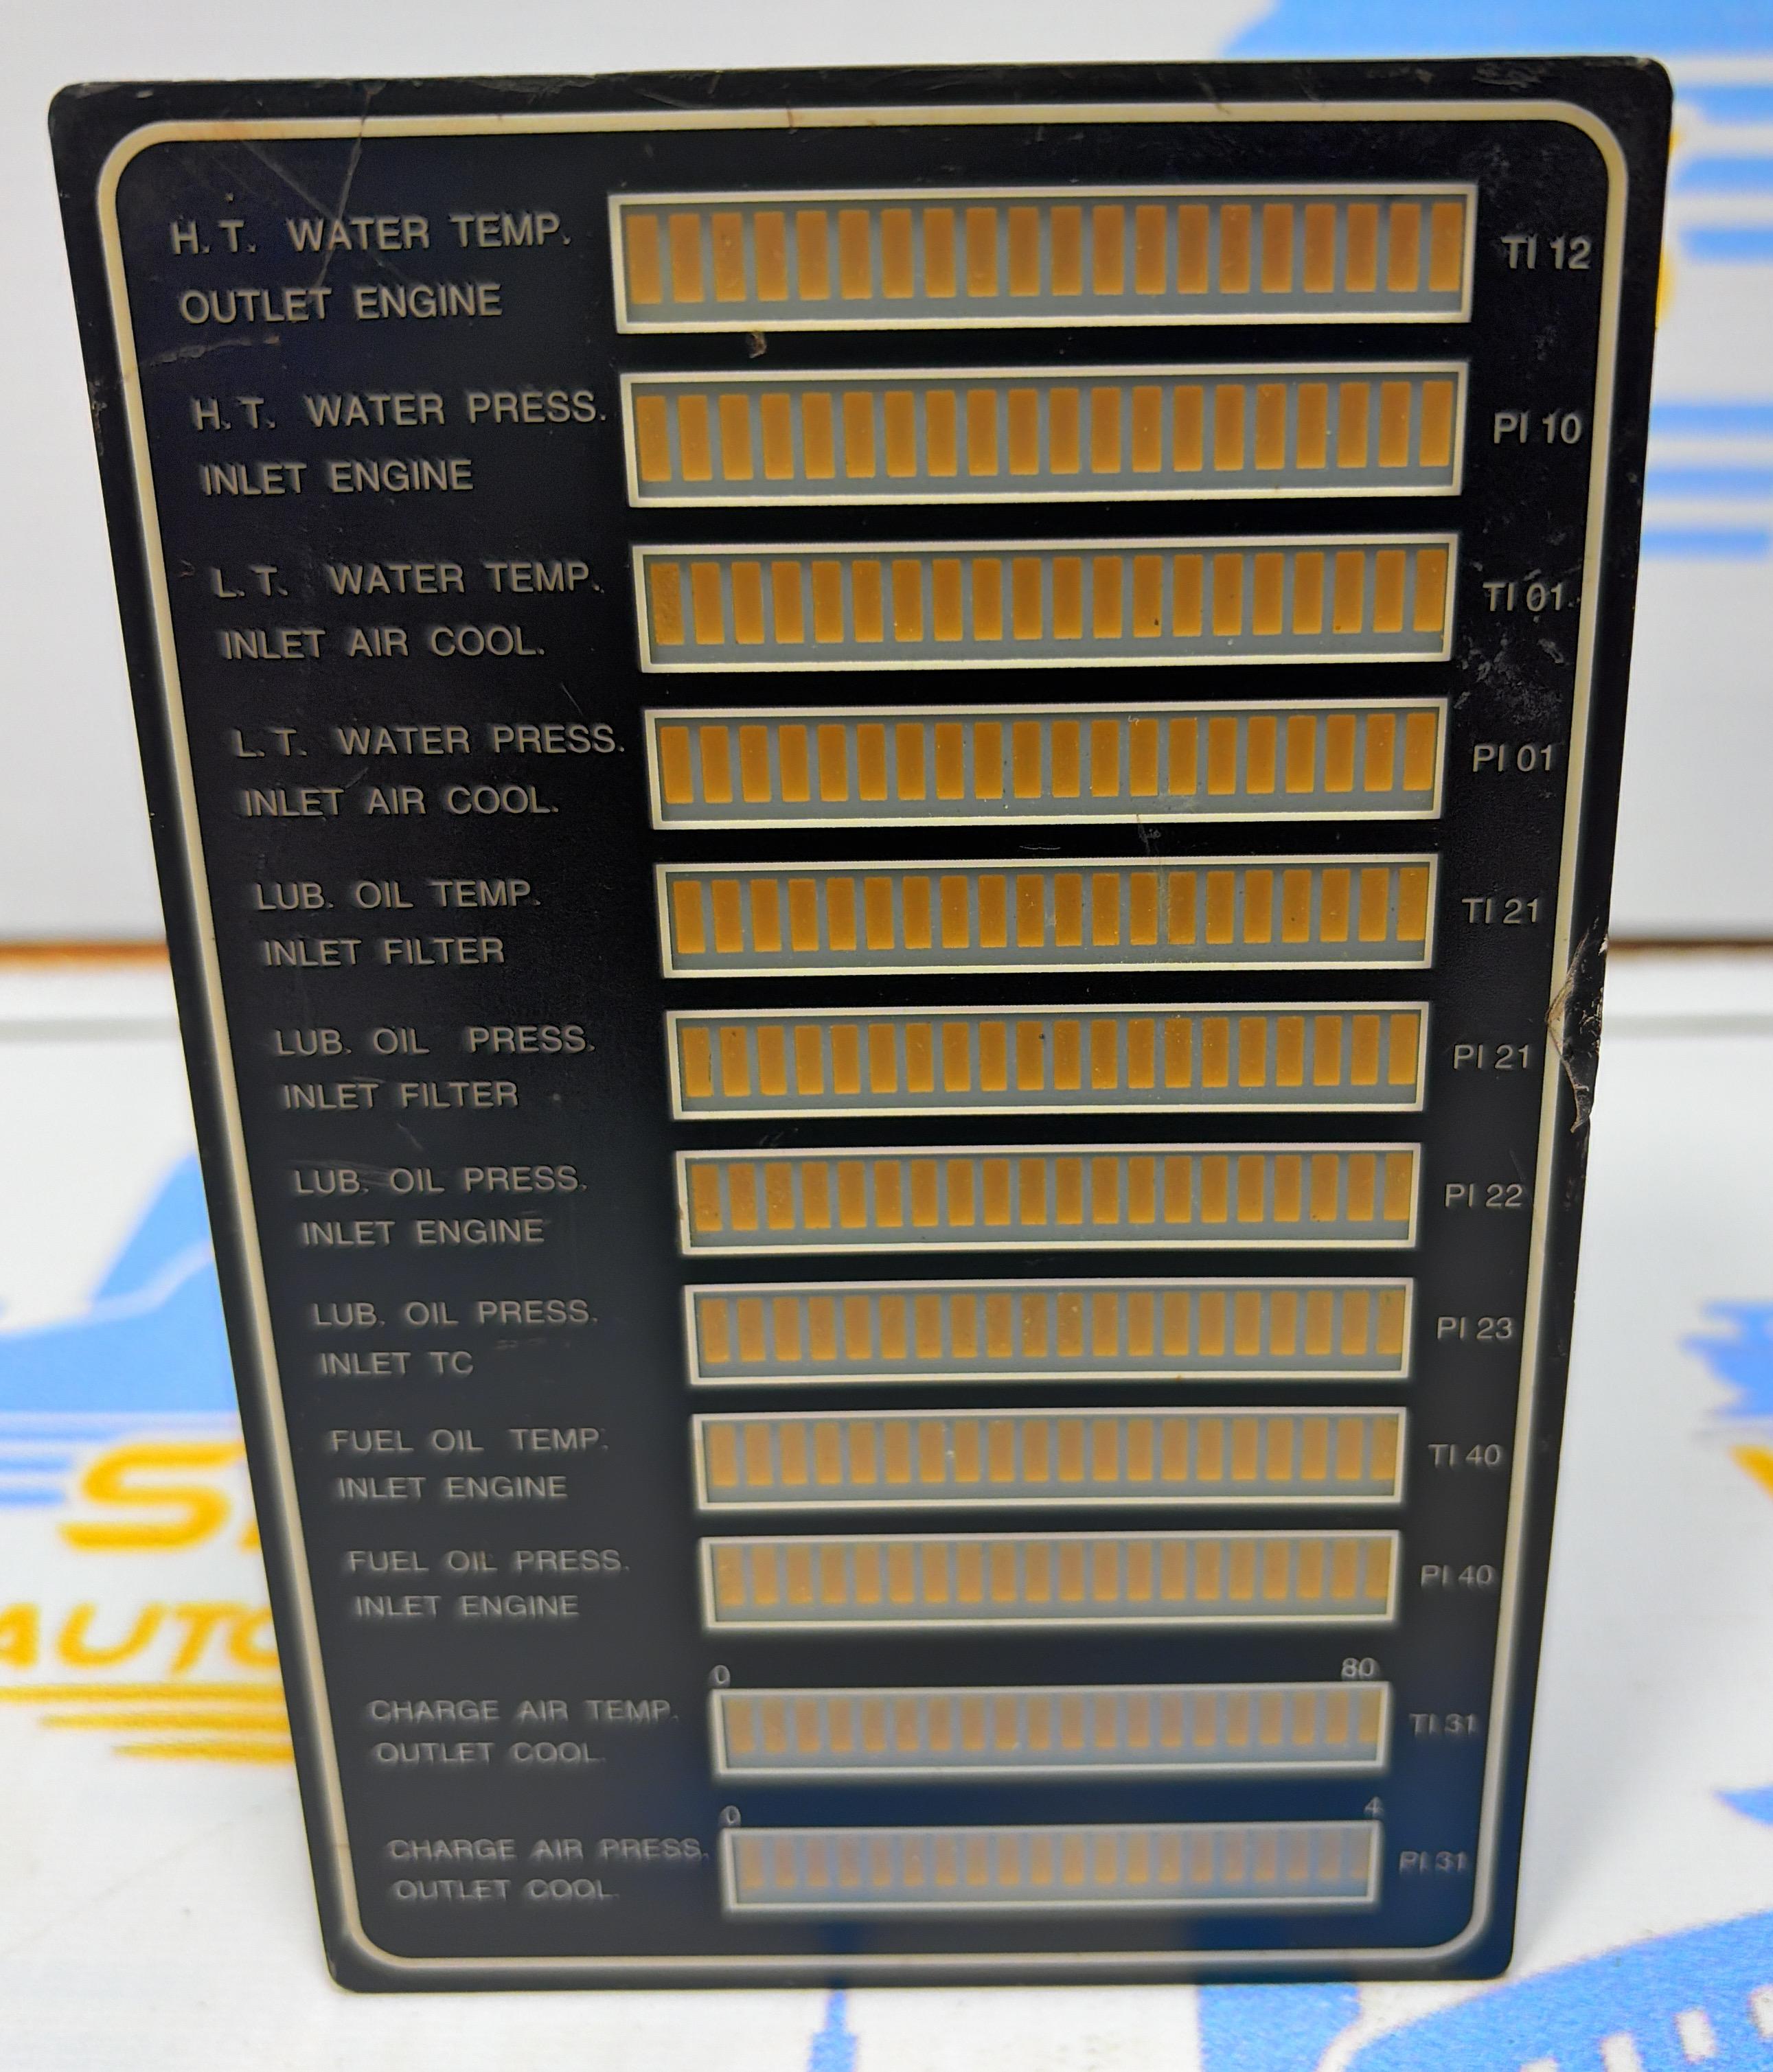 H.T. WATER TEMP.
OUTLET ENGINE
TI 12
H.T. WATER PRESS.
INLET ENGINE
PI 10
L.T. WATER TEMP.
INLET AIR COOL.
TI 01
L.T. WATER PRESS.
INLET AIR COOL.
PI 01
LUB. OIL TEMP.
INLET FILTER
TI 21
LUB. OIL PRESS.
INLET FILTER
PI 21
LUB. OIL PRESS.
INLET ENGINE
PI 22
LUB. OIL PRESS.
INLET TC
PI 23
FUEL OIL TEMP.
INLET ENGINE
TI 40
FUEL OIL PRESS.
INLET ENGINE
PI 40
0 80
CHARGE AIR TEMP.
OUTLET COOL.
TI 31
0 4
CHARGE AIR PRESS.
OUTLET COOL.
PI 31
AUTO